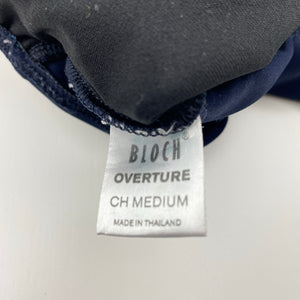 BLOCH®
OVERTURE
CH MEDIUM
MADE IN THAILAND